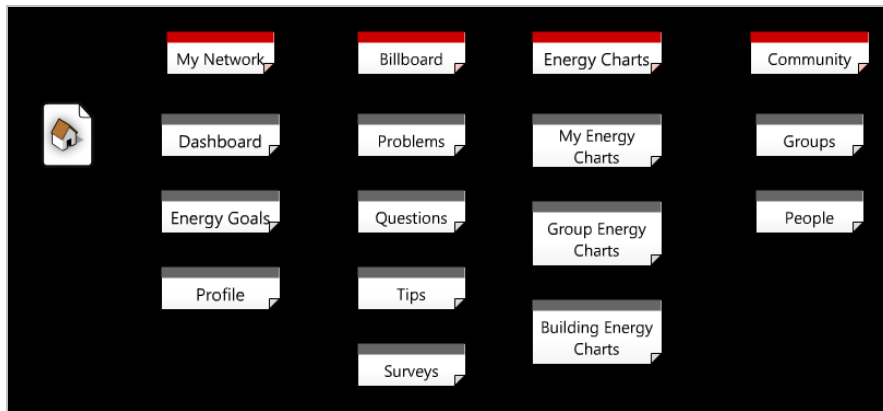 My Network
Billboard
Energy Charts
Community
Dashboard
Problems
My Energy
Charts
Groups
Energy Goals
Questions
Group Energy
Charts
People
Profile
Tips
Building Energy
Charts
Surveys